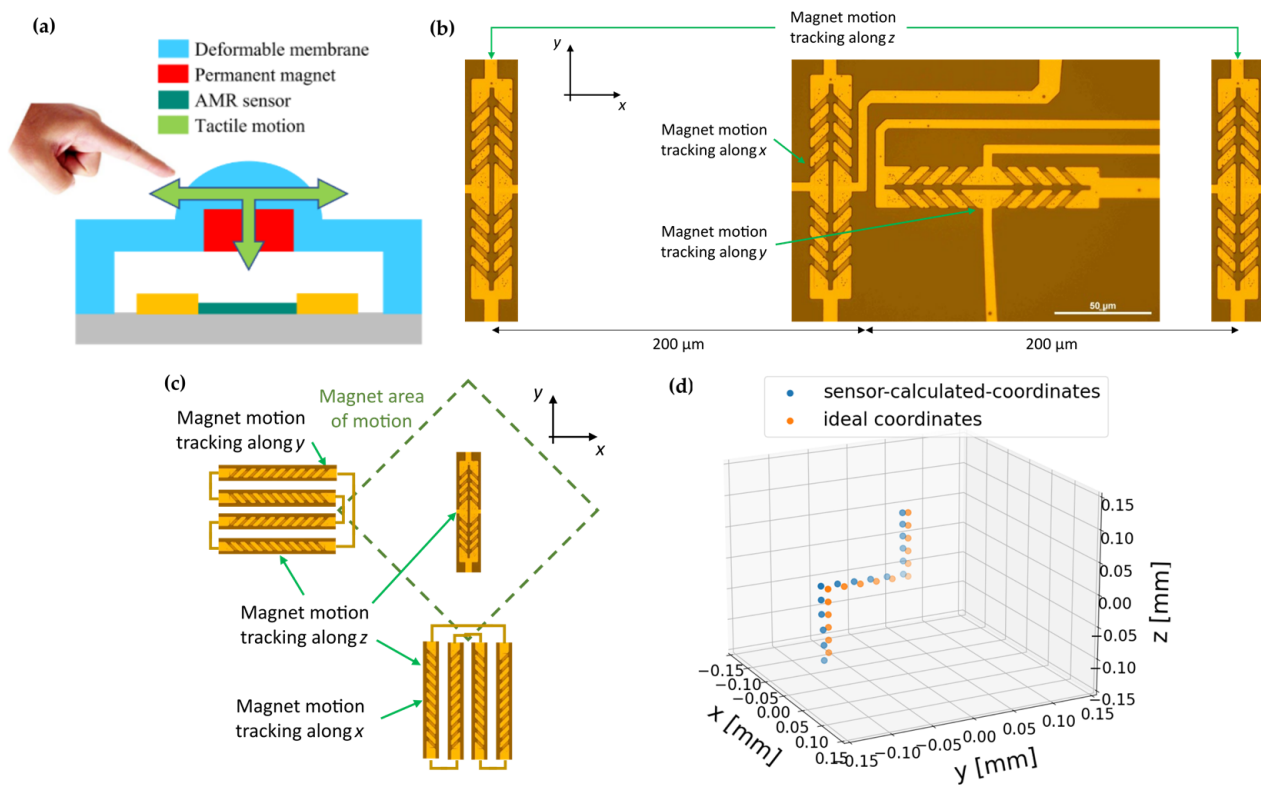 (a)
Deformable membrane
Permanent magnet
AMR sensor
Tactile motion
(b)
Magnet motion
tracking along z
y
x
Magnet motion
tracking along x
Magnet motion
tracking along y
50 µm
200 µm
200 µm
(c)
Magnet area
of motion
y
x
Magnet motion
tracking along y
Magnet motion
tracking along z
Magnet motion
tracking along x
(d)
sensor-calculated-coordinates
ideal coordinates
0.15
0.10
0.05
0.00
−0.05
−0.10
−0.15
z [mm]
−0.15
−0.10
−0.05
0.00
0.05
0.10
0.15
x [mm]
−0.15
−0.10
−0.05
0.00
0.05
0.10
0.15
y [mm]